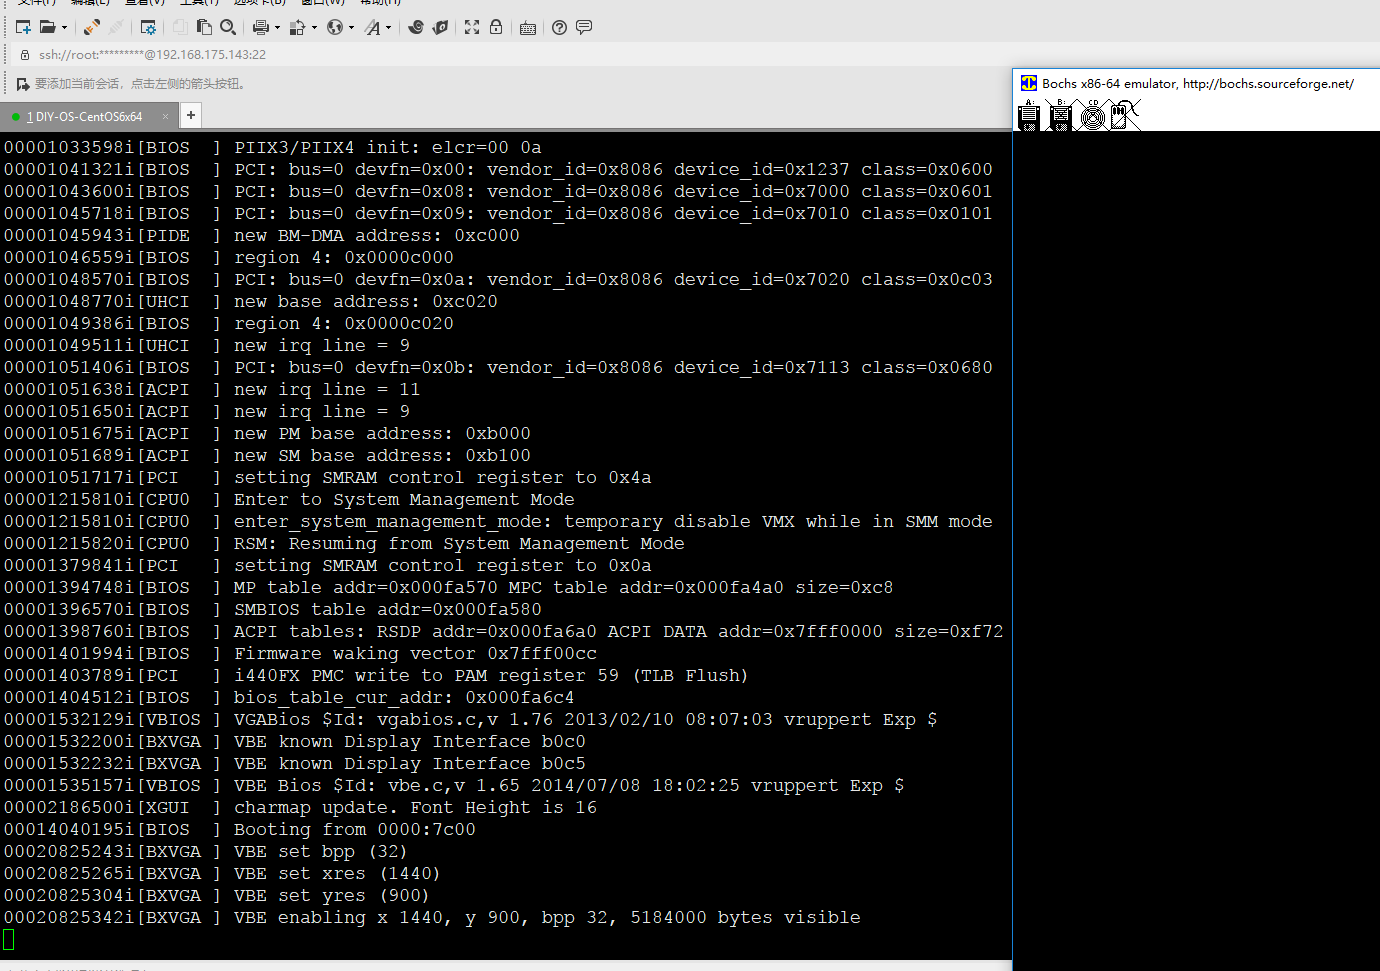 文件(F) 编辑(E) 查看(V) 工具(T) 选项卡(B) 窗口(W) 帮助(H)
ssh://root:*********@192.168.175.143:22
要添加当前会话，点击左侧的箭头按钮。
1 DIY-OS-CentOS6x64 × +
00001033598i[BIOS  ] PIIX3/PIIX4 init: elcr=00 0a
00001041321i[BIOS  ] PCI: bus=0 devfn=0x00: vendor_id=0x8086 device_id=0x1237 class=0x0600
00001043600i[BIOS  ] PCI: bus=0 devfn=0x08: vendor_id=0x8086 device_id=0x7000 class=0x0601
00001045718i[BIOS  ] PCI: bus=0 devfn=0x09: vendor_id=0x8086 device_id=0x7010 class=0x0101
00001045943i[PIDE  ] new BM-DMA address: 0xc000
00001046559i[BIOS  ] region 4: 0x0000c000
00001048570i[BIOS  ] PCI: bus=0 devfn=0x0a: vendor_id=0x8086 device_id=0x7020 class=0x0c03
00001048770i[UHCI  ] new base address: 0xc020
00001049386i[BIOS  ] region 4: 0x0000c020
00001049511i[UHCI  ] new irq line = 9
00001051406i[BIOS  ] PCI: bus=0 devfn=0x0b: vendor_id=0x8086 device_id=0x7113 class=0x0680
00001051638i[ACPI  ] new irq line = 11
00001051650i[ACPI  ] new irq line = 9
00001051675i[ACPI  ] new PM base address: 0xb000
00001051689i[ACPI  ] new SM base address: 0xb100
00001051717i[PCI   ] setting SMRAM control register to 0x4a
00001215810i[CPU0  ] Enter to System Management Mode
00001215810i[CPU0  ] enter_system_management_mode: temporary disable VMX while in SMM mode
00001215820i[CPU0  ] RSM: Resuming from System Management Mode
00001379841i[PCI   ] setting SMRAM control register to 0x0a
00001394748i[BIOS  ] MP table addr=0x000fa570 MPC table addr=0x000fa4a0 size=0xc8
00001396570i[BIOS  ] SMBIOS table addr=0x000fa580
00001398760i[BIOS  ] ACPI tables: RSDP addr=0x000fa6a0 ACPI DATA addr=0x7fff0000 size=0xf72
00001401994i[BIOS  ] Firmware waking vector 0x7fff00cc
00001403789i[PCI   ] i440FX PMC write to PAM register 59 (TLB Flush)
00001404512i[BIOS  ] bios_table_cur_addr: 0x000fa6c4
00001532129i[VBIOS ] VGABios $Id: vgabios.c,v 1.76 2013/02/10 08:07:03 vruppert Exp $
00001532200i[BXVGA ] VBE known Display Interface b0c0
00001532232i[BXVGA ] VBE known Display Interface b0c5
00001535157i[VBIOS ] VBE Bios $Id: vbe.c,v 1.65 2014/07/08 18:02:25 vruppert Exp $
00002186500i[XGUI  ] charmap update. Font Height is 16
00014040195i[BIOS  ] Booting from 0000:7c00
00020825243i[BXVGA ] VBE set bpp (32)
00020825265i[BXVGA ] VBE set xres (1440)
00020825304i[BXVGA ] VBE set yres (900)
00020825342i[BXVGA ] VBE enabling x 1440, y 900, bpp 32, 5184000 bytes visible
Bochs x86-64 emulator, http://bochs.sourceforge.net/
A: B: CD